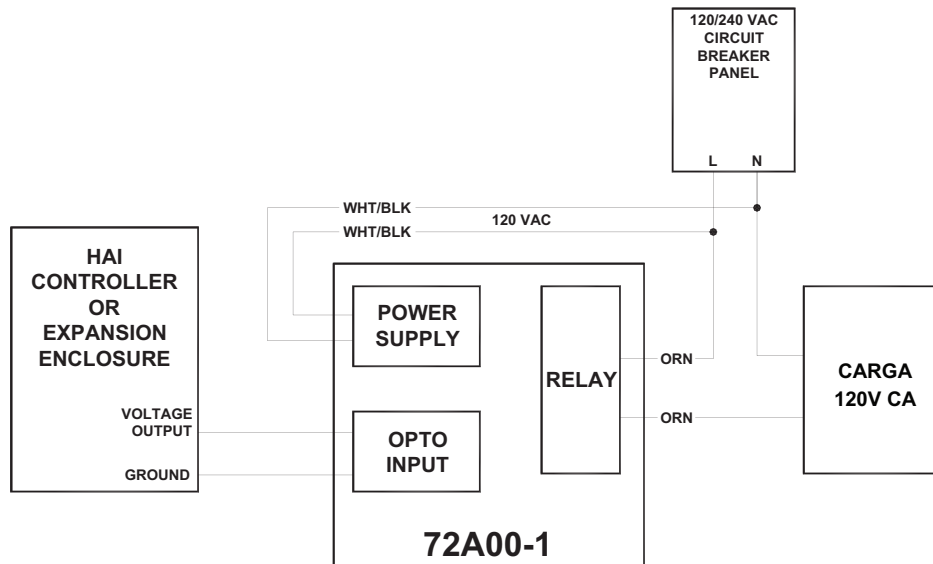 120/240 VAC
CIRCUIT
BREAKER
PANEL
L N
WHT/BLK
120 VAC
WHT/BLK
HAI
CONTROLLER
OR
EXPANSION
ENCLOSURE
VOLTAGE
OUTPUT
GROUND
POWER
SUPPLY
OPTO
INPUT
RELAY
ORN
ORN
CARGA
120V CA
72A00-1